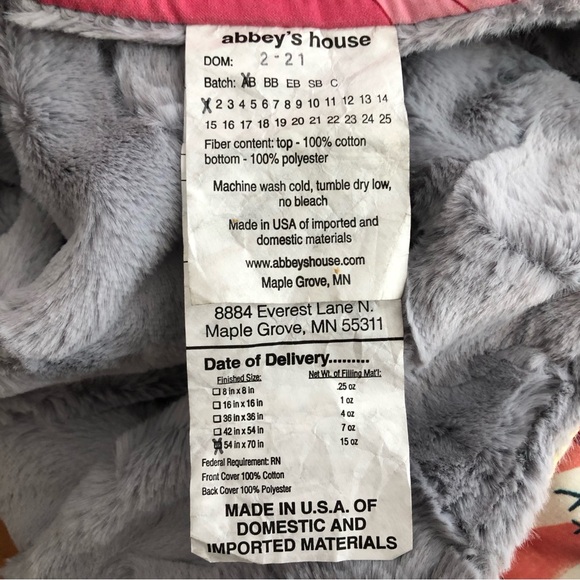 abbey's house
DOM: 2-21
Batch: XB BB EB SB C
X 2 3 4 5 6 7 8 9 10 11 12 13 14
15 16 17 18 19 20 21 22 23 24 25
Fiber content: top - 100% cotton
bottom - 100% polyester
Machine wash cold, tumble dry low,
no bleach
Made in USA of imported and
domestic materials
www.abbeyshouse.com
Maple Grove, MN
8884 Everest Lane N.
Maple Grove, MN 55311
Date of Delivery.........
Finished Size: Net Wt. of Filling Mat'l:
☐ 8 in x 8 in .25 oz
☐ 16 in x 16 in 1 oz
☐ 36 in x 36 in 4 oz
☐ 42 in x 54 in 7 oz
☒ 54 in x 70 in 15 oz
Federal Requirement: RN
Front Cover 100% Cotton
Back Cover 100% Polyester
MADE IN U.S.A. OF
DOMESTIC AND
IMPORTED MATERIALS